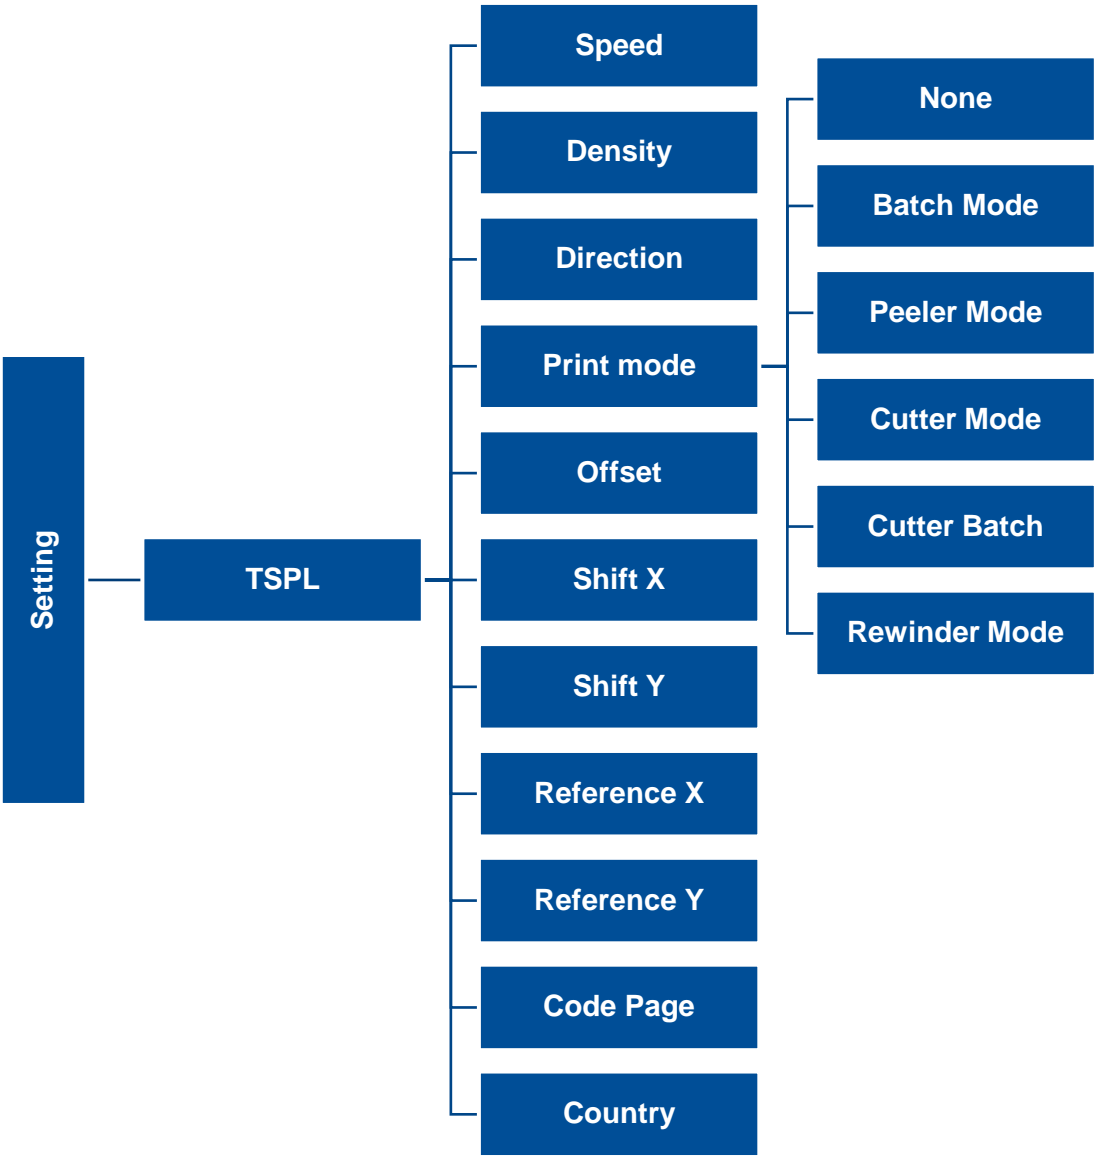 Setting
TSPL
Speed
Density
Direction
Print mode
Offset
Shift X
Shift Y
Reference X
Reference Y
Code Page
Country
None
Batch Mode
Peeler Mode
Cutter Mode
Cutter Batch
Rewinder Mode